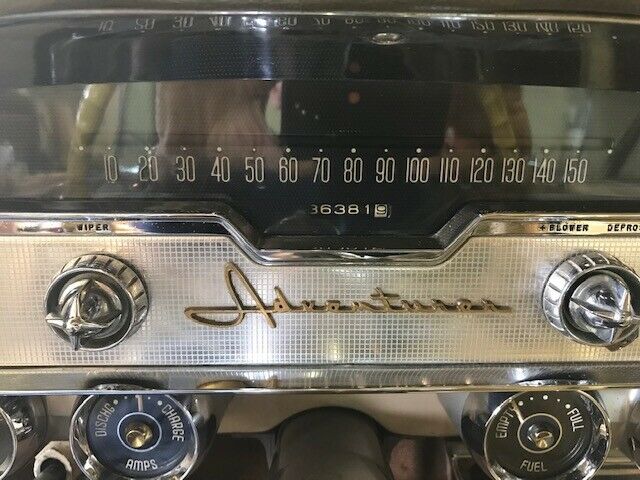 10 20 30 40 50 60 70 80 90 100 110 120 130 140 150
36381 9
WIPER
+BLOWER DEFROS
Adventurer
DISCHG CHARGE
AMPS
EMPTY FULL
FUEL